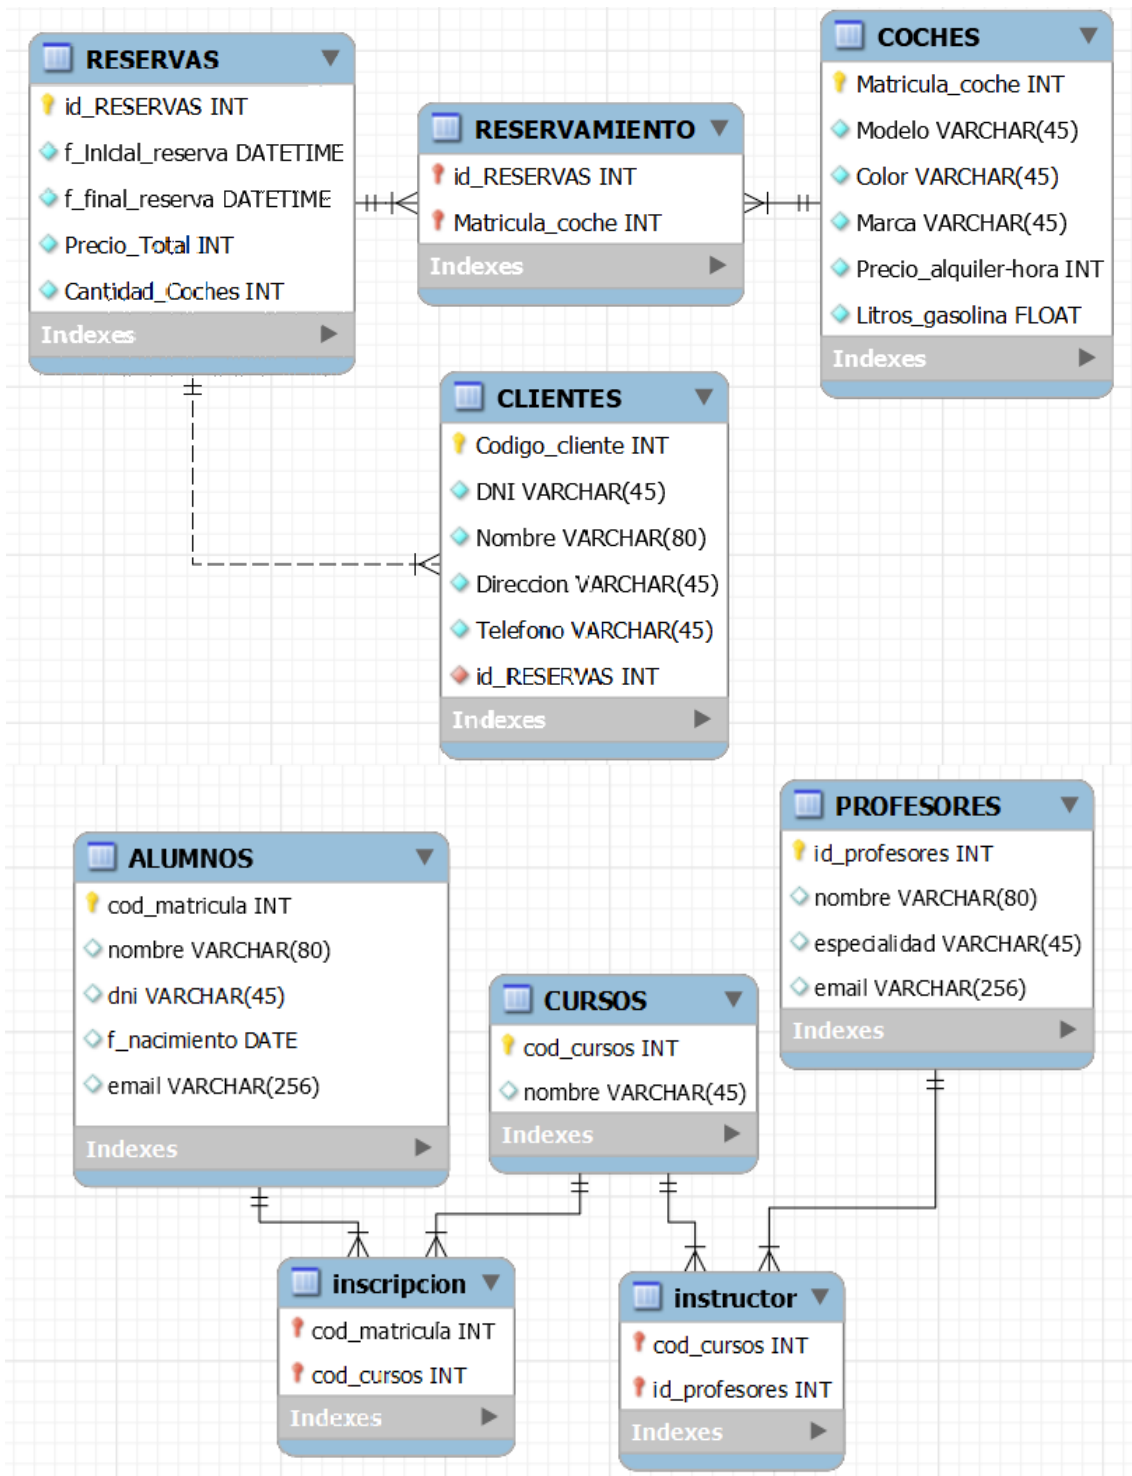 RESERVAS
id_RESERVAS INT
f_Inicial_reserva DATETIME
f_final_reserva DATETIME
Precio_Total INT
Cantidad_Coches INT
Indexes
RESERVAMIENTO
id_RESERVAS INT
Matricula_coche INT
Indexes
COCHES
Matricula_coche INT
Modelo VARCHAR(45)
Color VARCHAR(45)
Marca VARCHAR(45)
Precio_alquiler-hora INT
Litros_gasolina FLOAT
Indexes
CLIENTES
Codigo_cliente INT
DNI VARCHAR(45)
Nombre VARCHAR(80)
Direccion VARCHAR(45)
Telefono VARCHAR(45)
id_RESERVAS INT
Indexes
ALUMNOS
cod_matricula INT
nombre VARCHAR(80)
dni VARCHAR(45)
f_nacimiento DATE
email VARCHAR(256)
Indexes
CURSOS
cod_cursos INT
nombre VARCHAR(45)
Indexes
PROFESORES
id_profesores INT
nombre VARCHAR(80)
especialidad VARCHAR(45)
email VARCHAR(256)
Indexes
inscripcion
cod_matricula INT
cod_cursos INT
Indexes
instructor
cod_cursos INT
id_profesores INT
Indexes